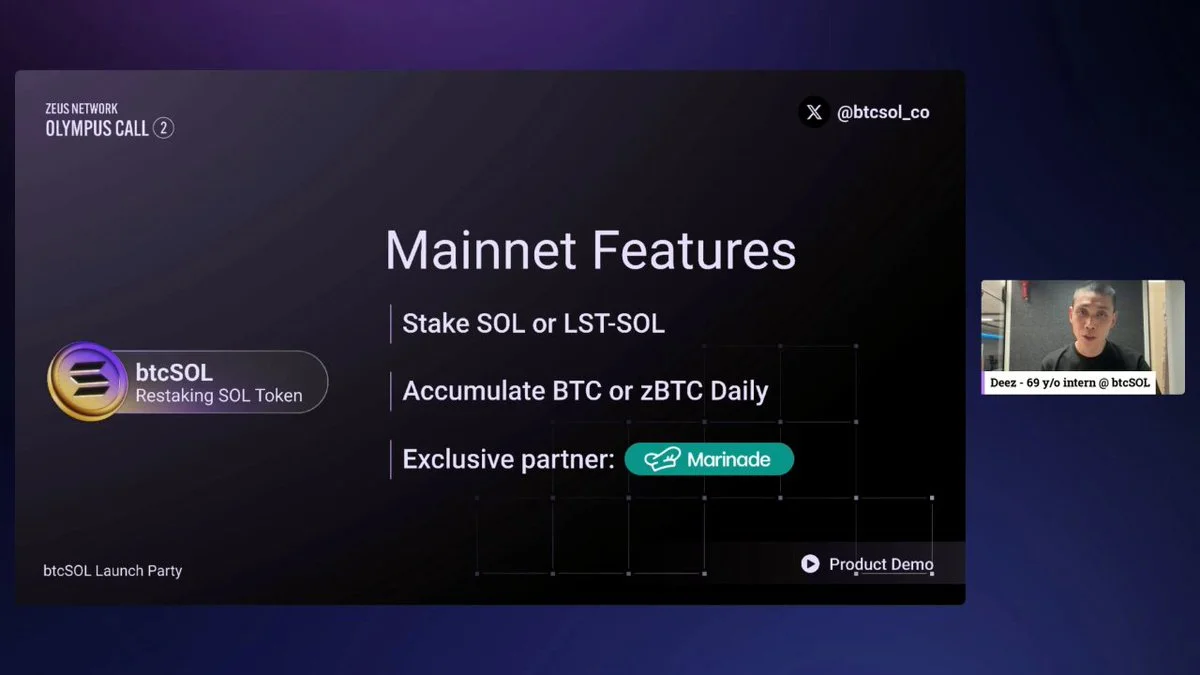 ZEUS NETWORK
OLYMPUS CALL 2
@btcsol_co
Mainnet Features
Stake SOL or LST-SOL
Accumulate BTC or zBTC Daily
Exclusive partner: Marinade
btcSOL
Restaking SOL Token
btcSOL Launch Party
Product Demo
Deez - 69 y/o intern @ btcSOL